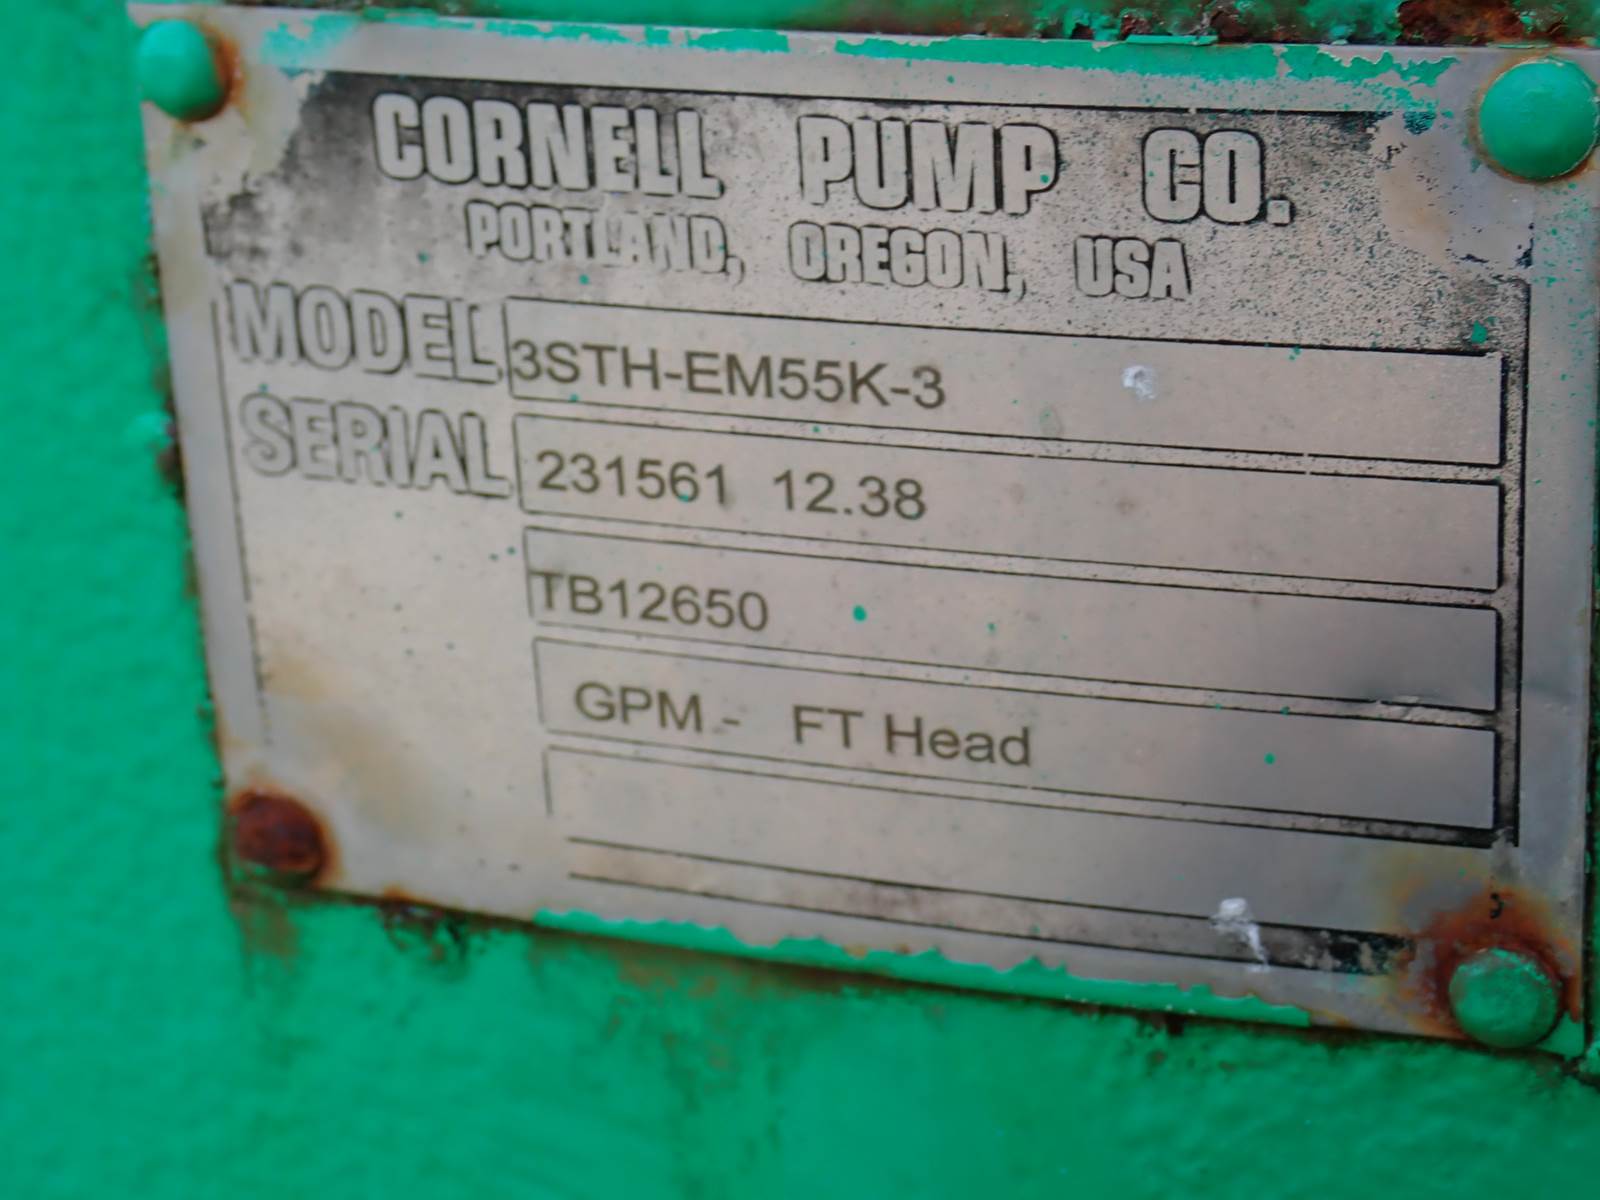 CORNELL PUMP CO.
PORTLAND, OREGON, USA
MODEL 3STH-EM55K-3
SERIAL 231561 12.38
TB12650
GPM - FT Head